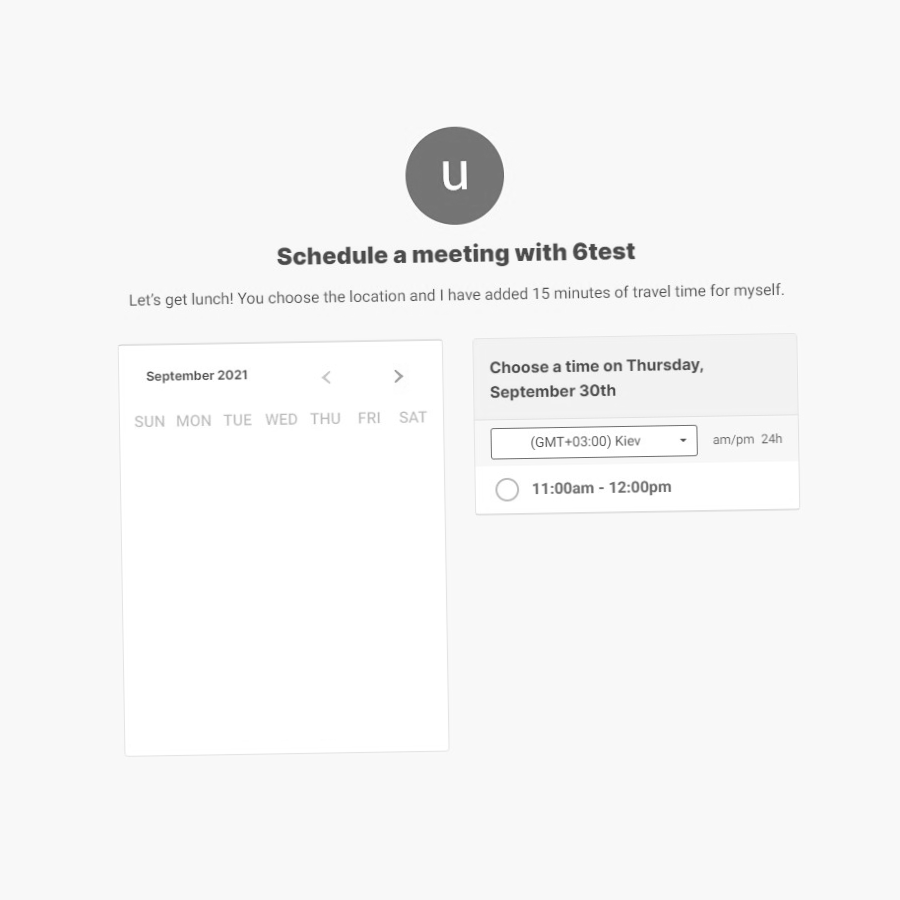 u
Schedule a meeting with 6test
Let's get lunch! You choose the location and I have added 15 minutes of travel time for myself.
September 2021
SUN MON TUE WED THU FRI SAT
Choose a time on Thursday,
September 30th
(GMT+03:00) Kiev
am/pm 24h
11:00am - 12:00pm